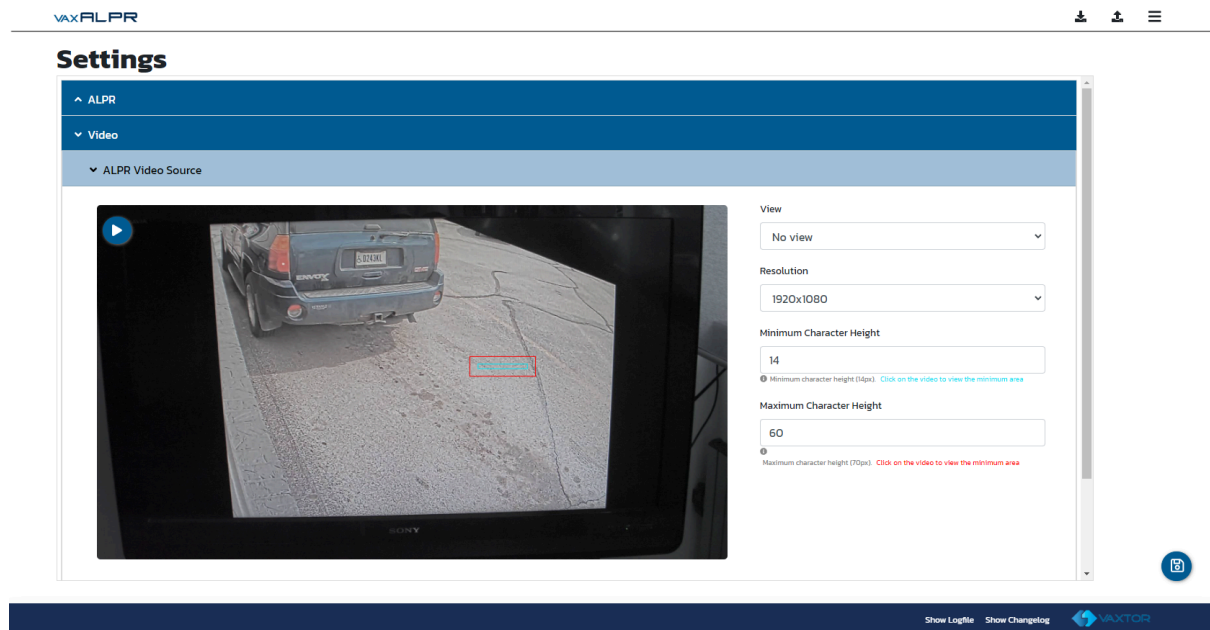 VAXALPR
Settings
ALPR
Video
ALPR Video Source
View
No view
Resolution
1920x1080
Minimum Character Height
14
Minimum character height (14px). Click on the video to view the minimum area
Maximum Character Height
60
Maximum character height (70px). Click on the video to view the minimum area
ENVOY
SONY
Show Logfile Show Changelog VAXTOR